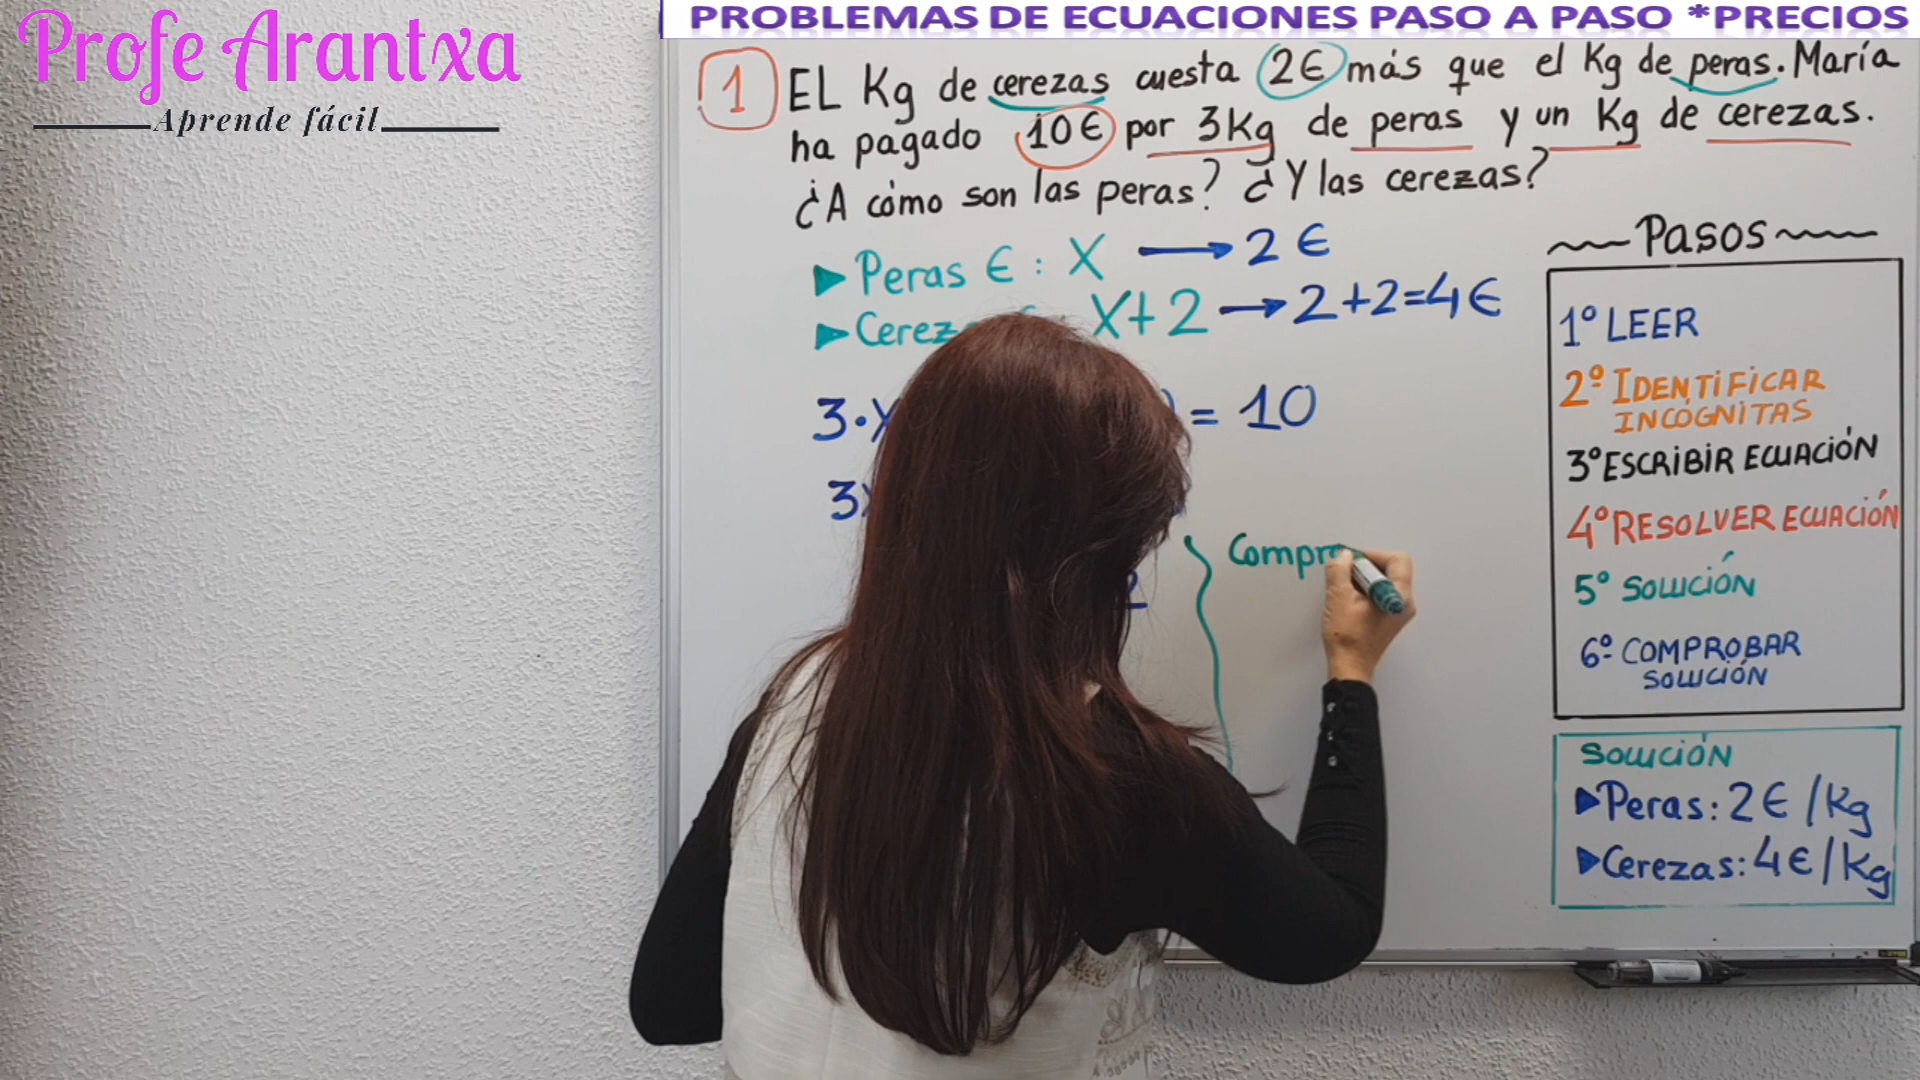 Profe Arantxa
Aprende fácil
PROBLEMAS DE ECUACIONES PASO A PASO *PRECIOS
1 EL Kg de cerezas cuesta 2€ más que el Kg de peras. María
ha pagado 10€ por 3Kg de peras y un Kg de cerezas.
¿A cómo son las peras? ¿Y las cerezas?
▶ Peras € : X → 2 €
▶ Cerez X+2 → 2+2=4€
3·X = 10
3x
2
Compro
Pasos
1º LEER
2º IDENTIFICAR
INCÓGNITAS
3º ESCRIBIR ECUACIÓN
4º RESOLVER ECUACIÓN
5º SOLUCIÓN
6º COMPROBAR
SOLUCIÓN
SOLUCIÓN
▶Peras: 2€/Kg
▶Cerezas: 4€/Kg